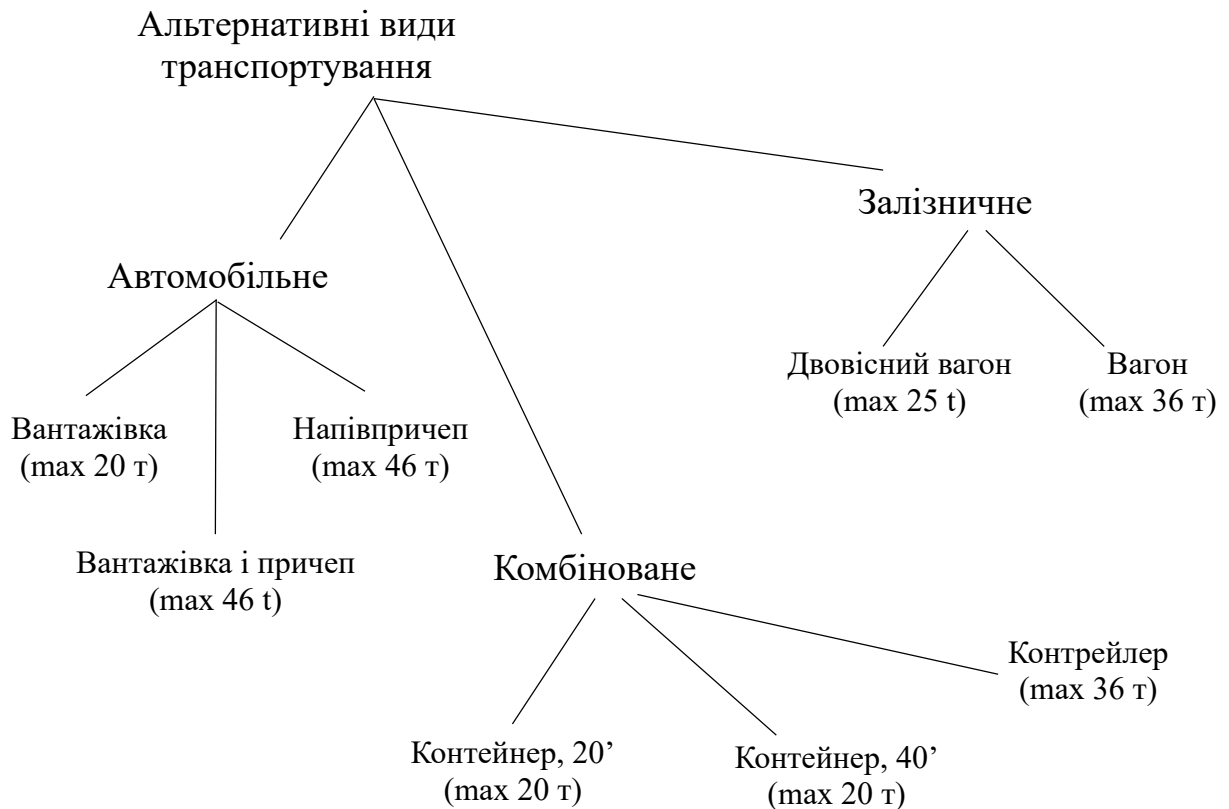 Альтернативні види
транспортування
Залізничне
Автомобільне
Двовісний вагон
(max 25 t)
Вагон
(max 36 т)
Вантажівка
(max 20 т)
Напівпричеп
(max 46 т)
Вантажівка і причеп
(max 46 t)
Комбіноване
Контрейлер
(max 36 т)
Контейнер, 20’
(max 20 т)
Контейнер, 40’
(max 20 т)